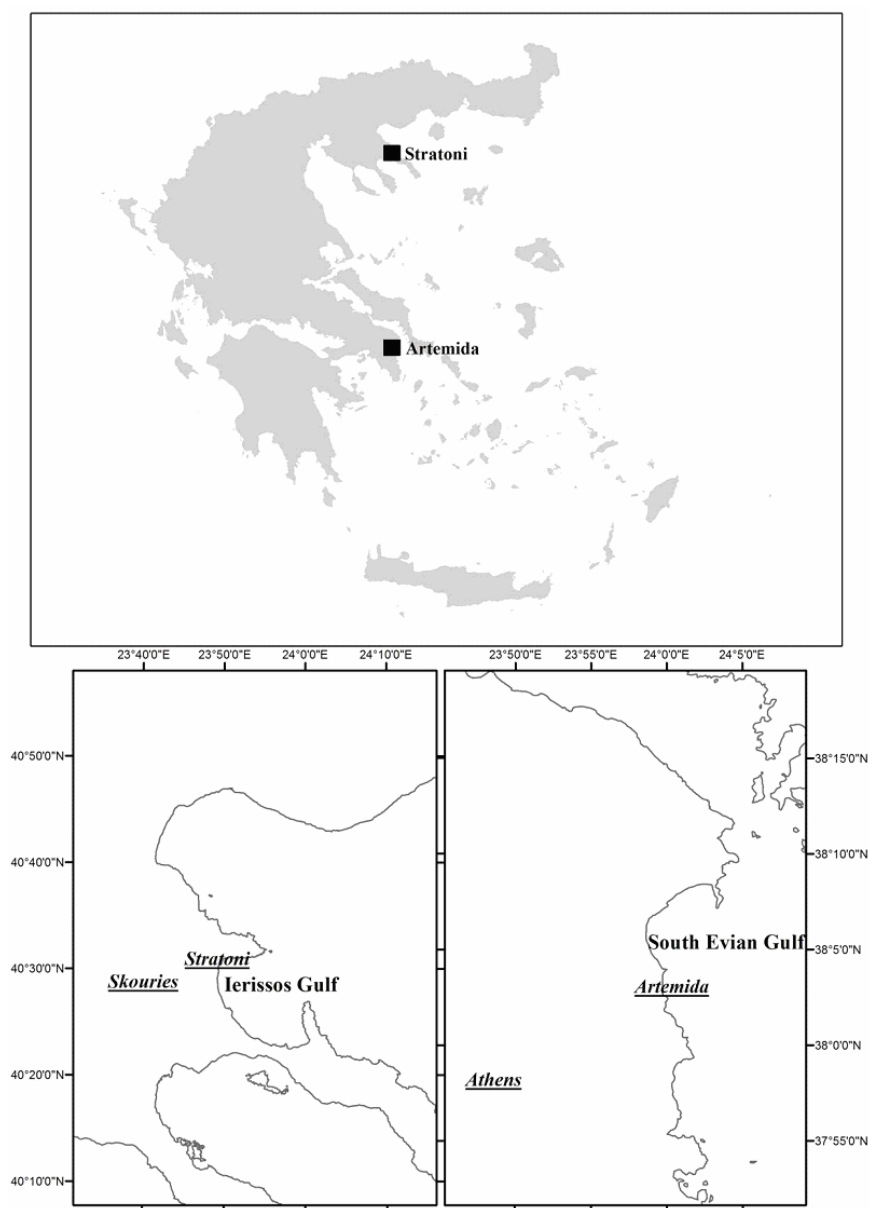 Stratoni
Artemida
23°40'0"E 23°50'0"E 24°0'0"E 24°10'0"E
23°50'0"E 23°55'0"E 24°0'0"E 24°5'0"E
40°50'0"N
40°40'0"N
40°30'0"N
40°20'0"N
40°10'0"N
Stratoni
Skouries
Ierissos Gulf
38°15'0"N
38°10'0"N
38°5'0"N
38°0'0"N
37°55'0"N
South Evian Gulf
Artemida
Athens